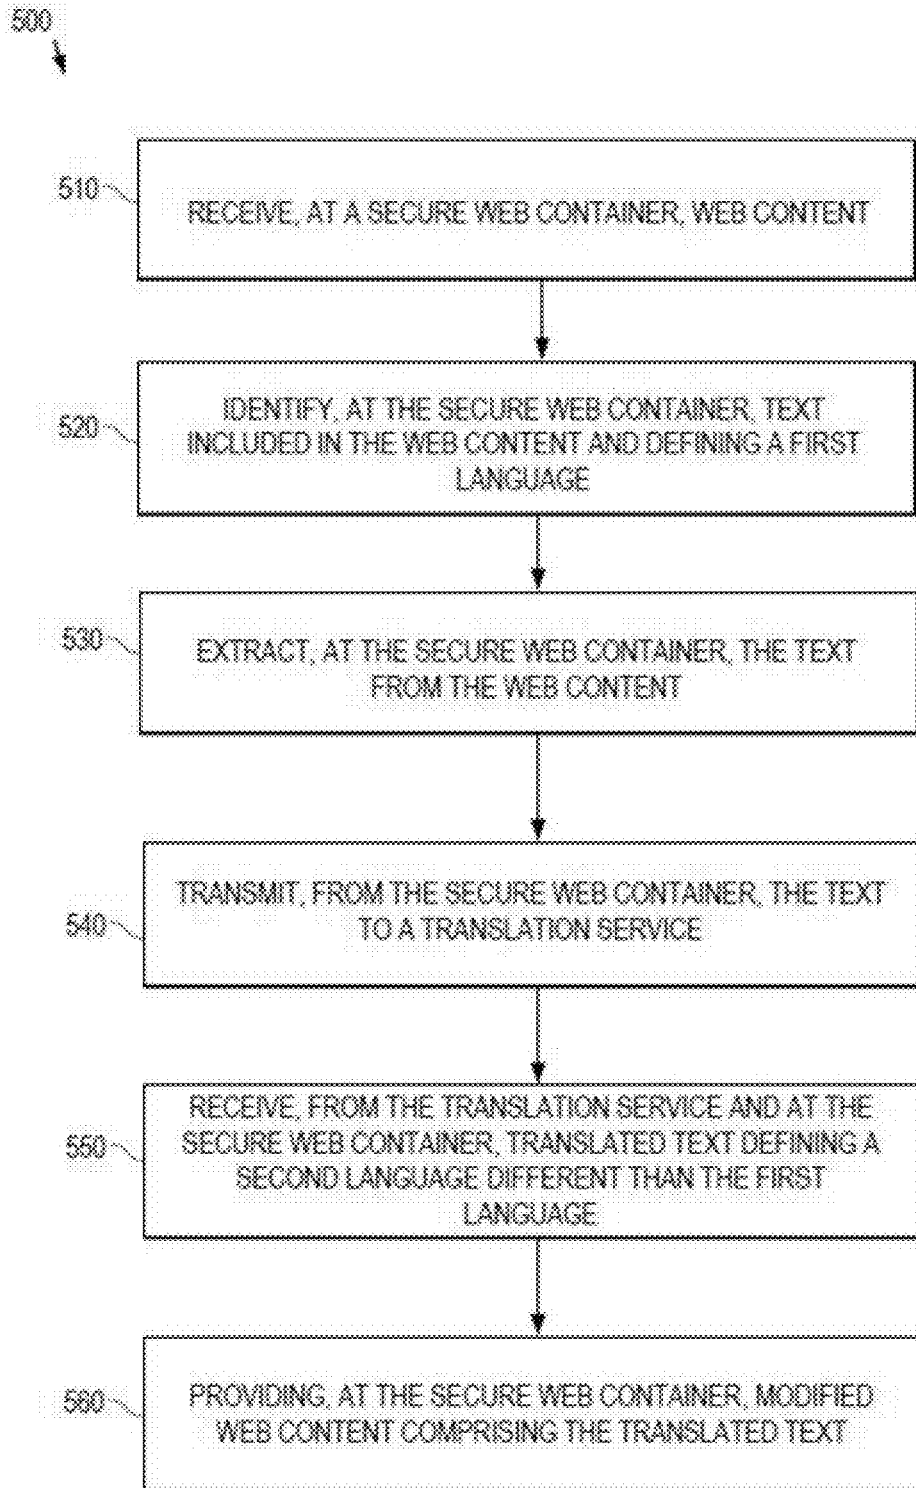 500
510
RECEIVE, AT A SECURE WEB CONTAINER, WEB CONTENT
520
IDENTIFY, AT THE SECURE WEB CONTAINER, TEXT
INCLUDED IN THE WEB CONTENT AND DEFINING A FIRST
LANGUAGE
530
EXTRACT, AT THE SECURE WEB CONTAINER, THE TEXT
FROM THE WEB CONTENT
540
TRANSMIT, FROM THE SECURE WEB CONTAINER, THE TEXT
TO A TRANSLATION SERVICE
550
RECEIVE, FROM THE TRANSLATION SERVICE AND AT THE
SECURE WEB CONTAINER, TRANSLATED TEXT DEFINING A
SECOND LANGUAGE DIFFERENT THAN THE FIRST
LANGUAGE
560
PROVIDING, AT THE SECURE WEB CONTAINER, MODIFIED
WEB CONTENT COMPRISING THE TRANSLATED TEXT